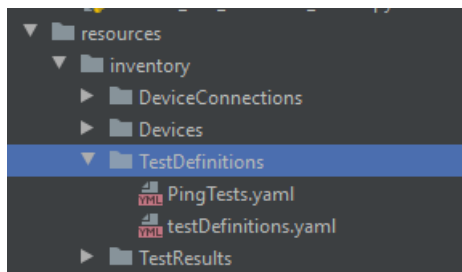 resources
inventory
DeviceConnections
Devices
TestDefinitions
YML PingTests.yaml
YML testDefinitions.yaml
TestResults